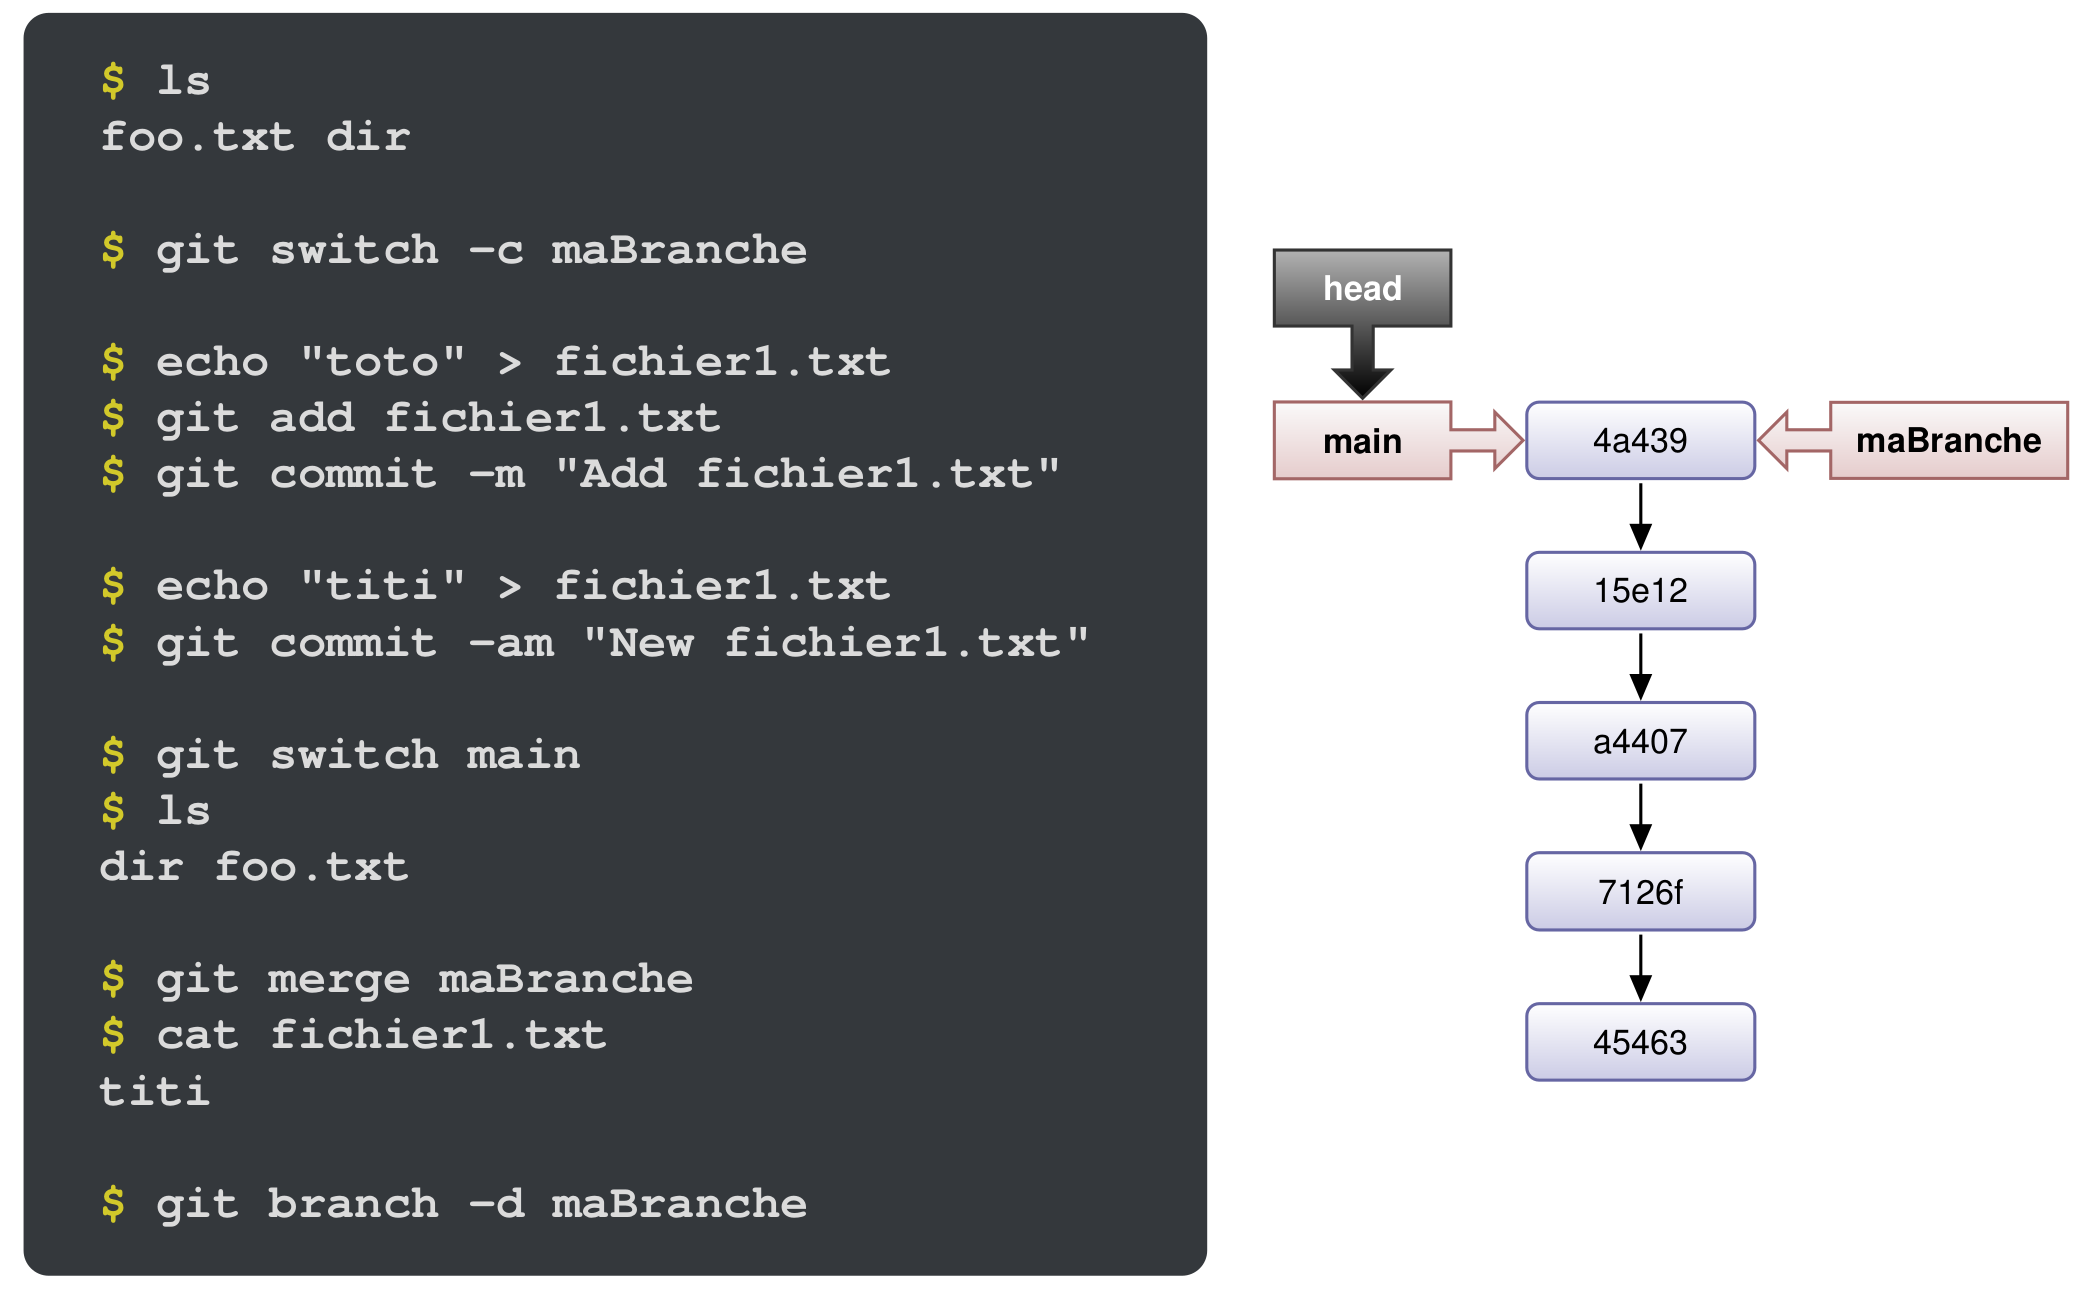 $ ls
foo.txt dir
$ git switch -c maBranche
$ echo "toto" > fichier1.txt
$ git add fichier1.txt
$ git commit -m "Add fichier1.txt"
$ echo "titi" > fichier1.txt
$ git commit -am "New fichier1.txt"
$ git switch main
$ ls
dir foo.txt
$ git merge maBranche
$ cat fichier1.txt
titi
$ git branch -d maBranche
head
main
4a439
maBranche
15e12
a4407
7126f
45463